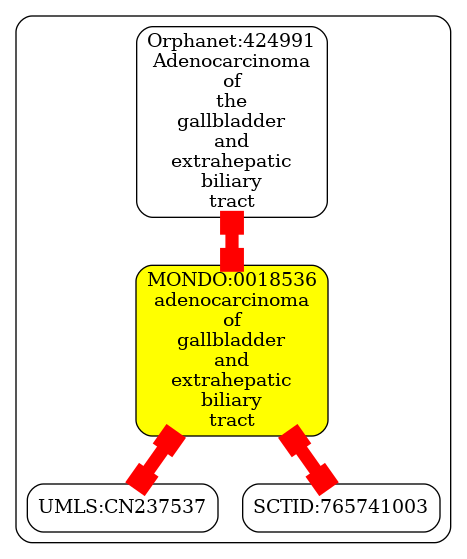 Orphanet:424991
Adenocarcinoma
of
the
gallbladder
and
extrahepatic
biliary
tract
MONDO:0018536
adenocarcinoma
of
gallbladder
and
extrahepatic
biliary
tract
UMLS:CN237537
SCTID:765741003